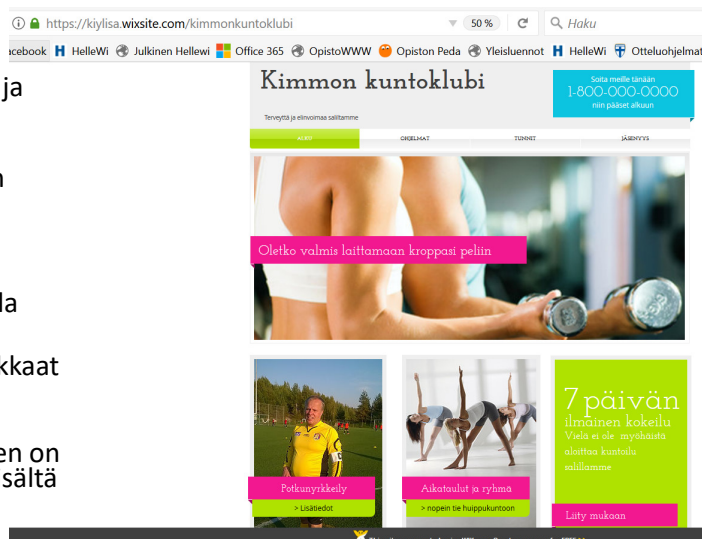 https://kiylisa.wixsite.com/kimmonkuntoklubi
50 %
Haku
acebook HelleWi Julkinen Hellewi Office 365 OpistoWWW Opiston Peda Yleisluennot HelleWi Otteluohjelmat
ja
n
la
kkaat
en on
sältä
Kimmon kuntoklubi
Terveyttä ja elinvoimaa salitamme
Soita meille tänään
1-800-000-0000
niin pääset alkuun
ALKU OHJELMAT TUNNIT JÄSENYYS
Oletko valmis laittamaan kroppasi peliin
Potkunyrkkeily
> Lisätiedot
Aikataulut ja ryhmä
> nopein tie huippukuntoon
7 päivän
ilmainen kokeilu
Vielä ei ole myöhäistä
aloittaa kuntoilu
salillamme
Liity mukaan